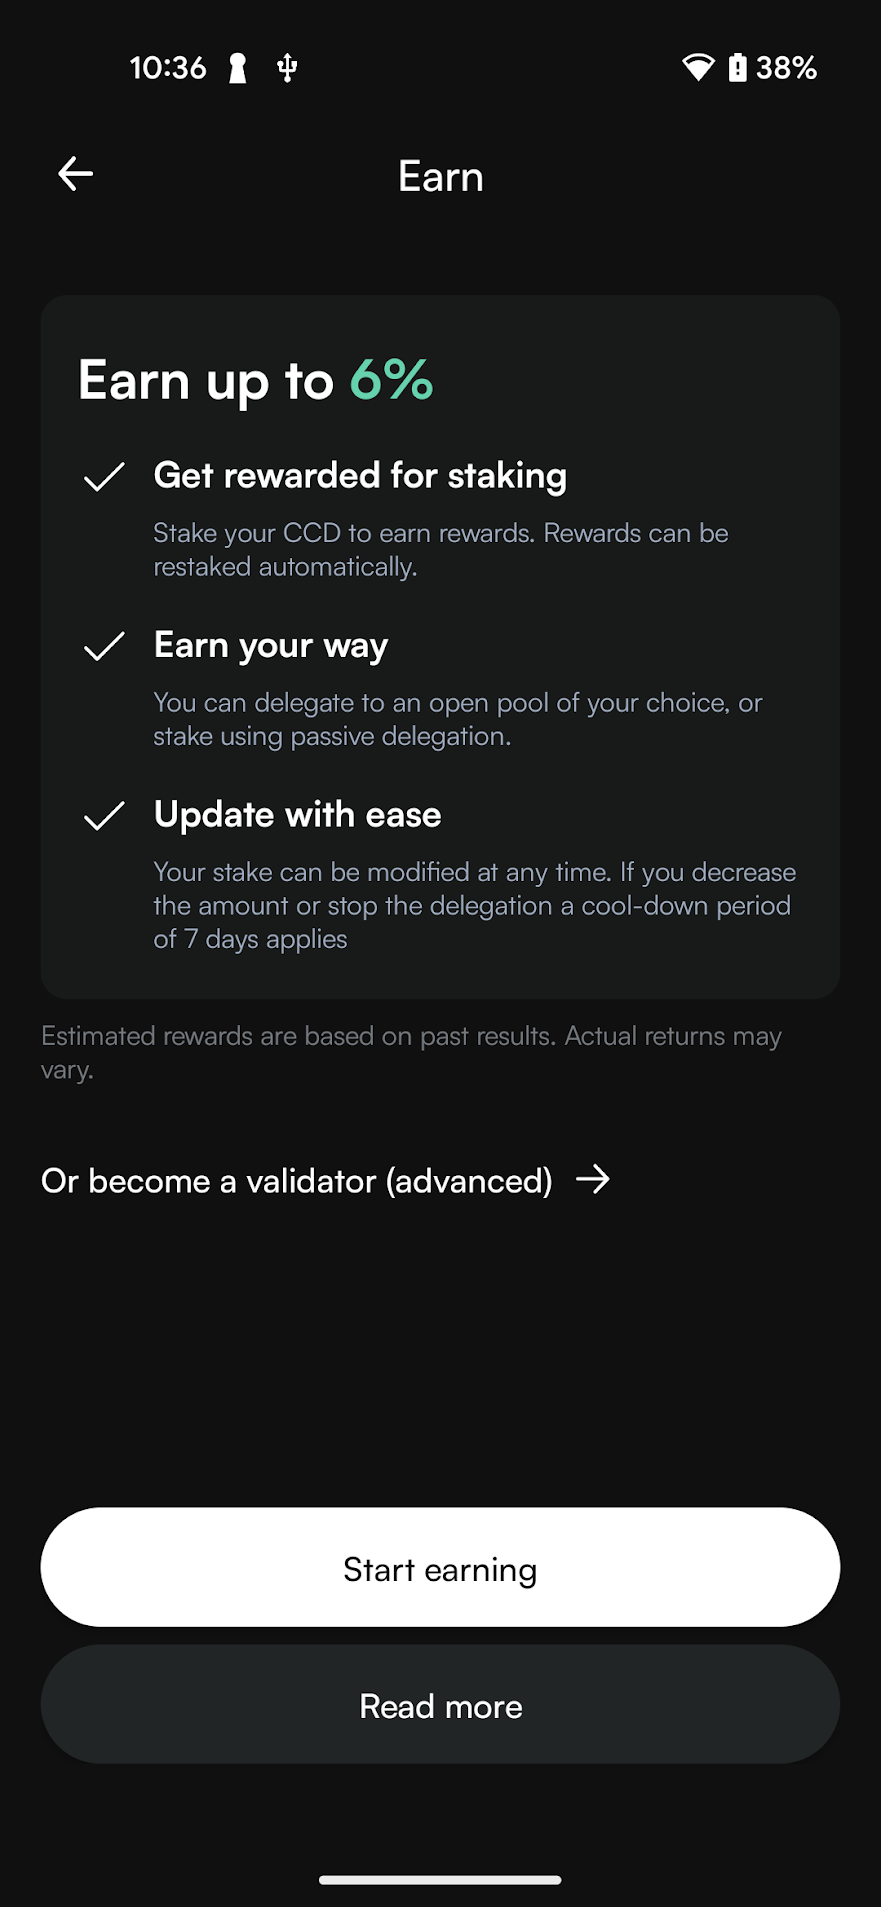 10:36
38%
Earn
Earn up to 6%
Get rewarded for staking
Stake your CCD to earn rewards. Rewards can be
restaked automatically.
Earn your way
You can delegate to an open pool of your choice, or
stake using passive delegation.
Update with ease
Your stake can be modified at any time. If you decrease
the amount or stop the delegation a cool-down period
of 7 days applies
Estimated rewards are based on past results. Actual returns may
vary.
Or become a validator (advanced)
Start earning
Read more